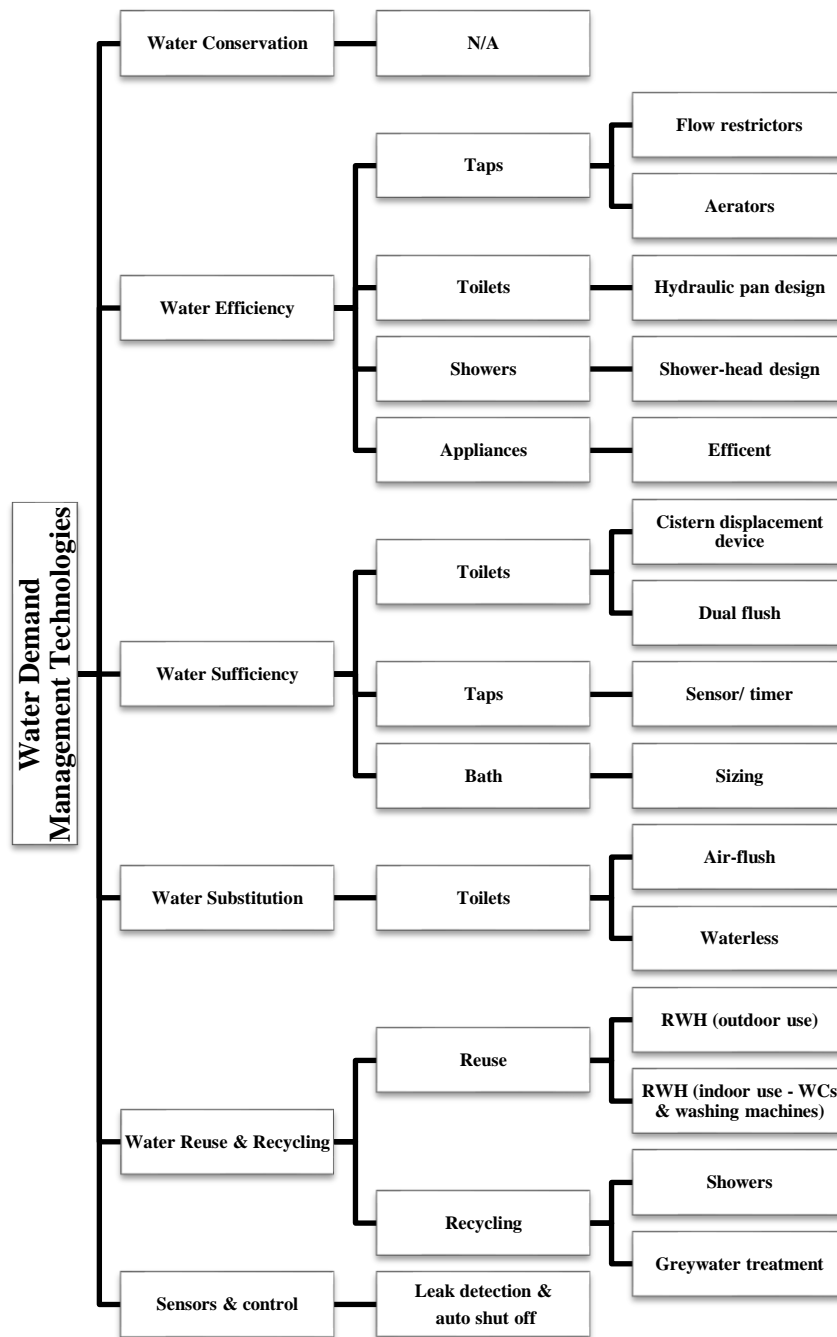 Water Demand
Management Technologies
Water Conservation
N/A
Water Efficiency
Taps
Flow restrictors
Aerators
Toilets
Hydraulic pan design
Showers
Shower-head design
Appliances
Efficent
Water Sufficiency
Toilets
Cistern displacement
device
Dual flush
Taps
Sensor/ timer
Bath
Sizing
Water Substitution
Toilets
Air-flush
Waterless
Water Reuse & Recycling
Reuse
RWH (outdoor use)
RWH (indoor use - WCs
& washing machines)
Recycling
Showers
Greywater treatment
Sensors & control
Leak detection &
auto shut off